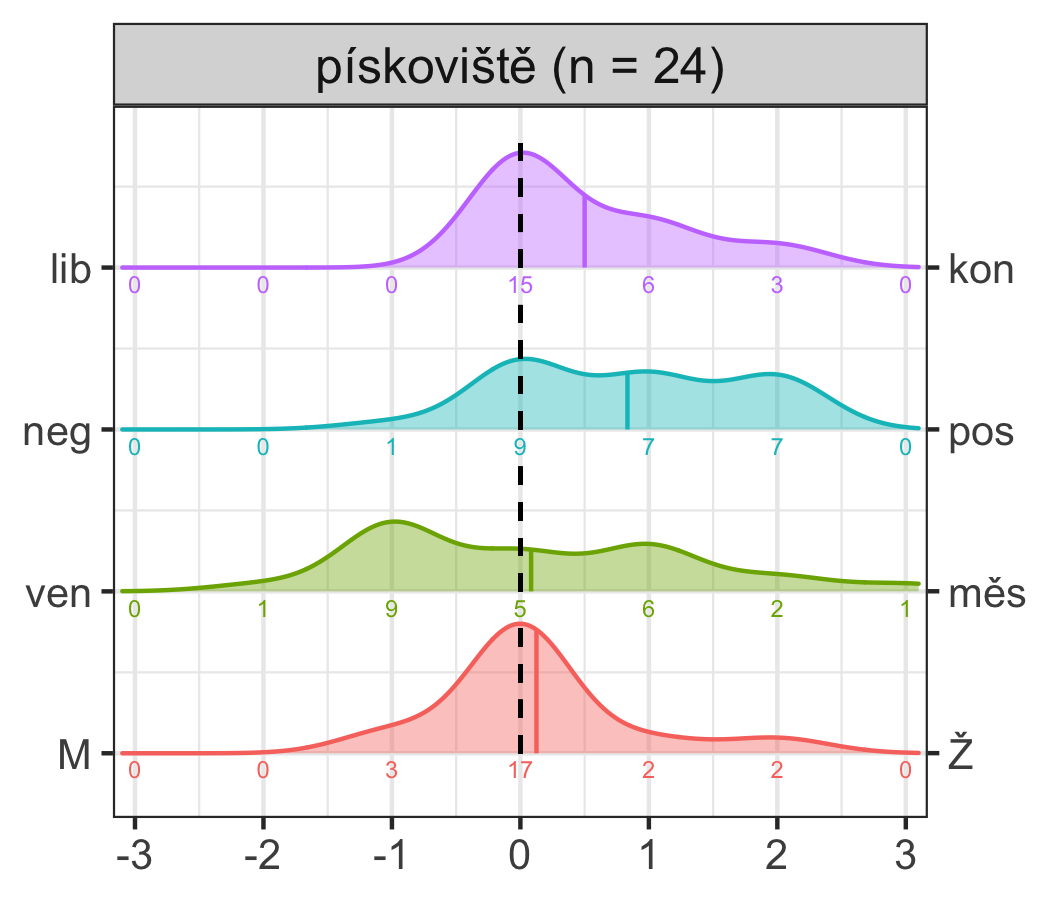 pískoviště (n = 24)
lib kon
0 0 0 15 6 3 0
neg pos
0 0 1 9 7 7 0
ven měs
0 1 9 5 6 2 1
M Ž
0 0 3 17 2 2 0
-3 -2 -1 0 1 2 3